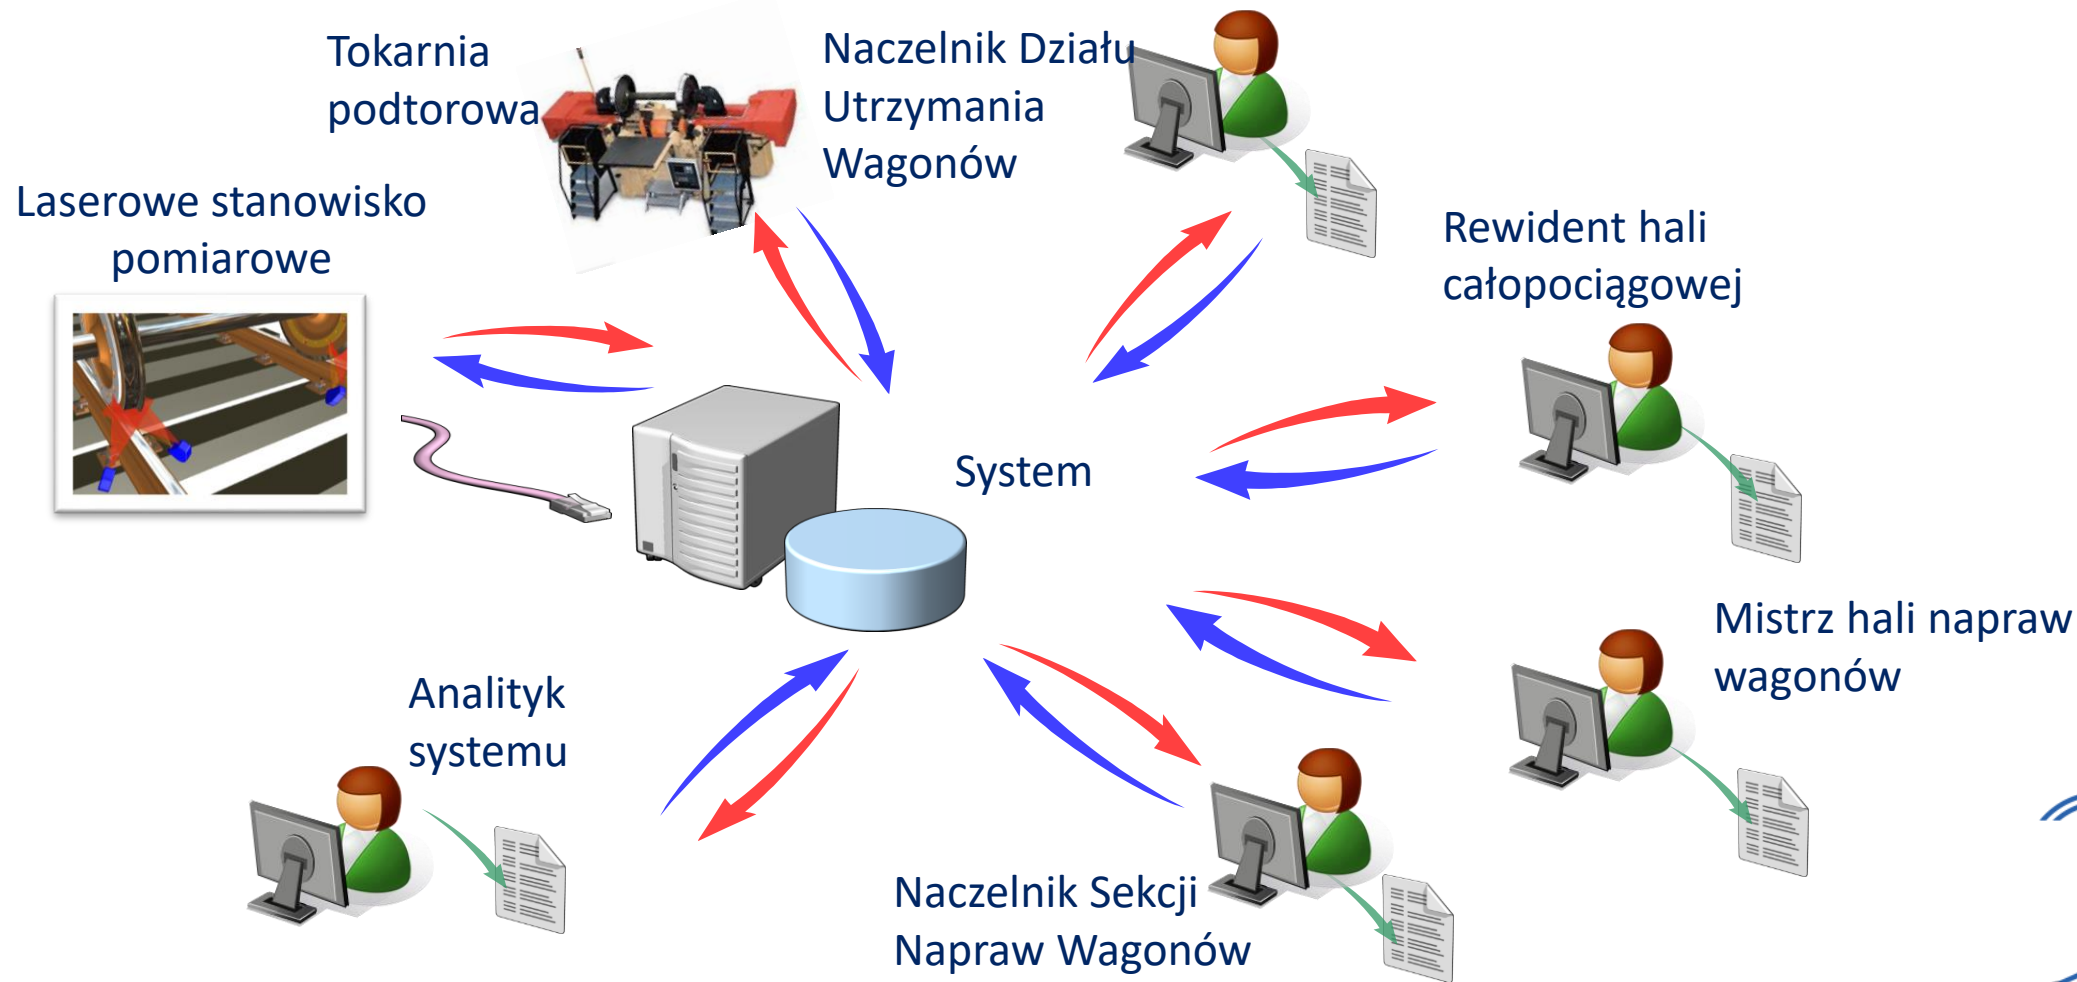 Tokarnia
podtorowa
Naczelnik Działu
Utrzymania
Wagonów
Laserowe stanowisko
pomiarowe
Rewident hali
całopociągowej
System
Mistrz hali napraw
wagonów
Analityk
systemu
Naczelnik Sekcji
Napraw Wagonów